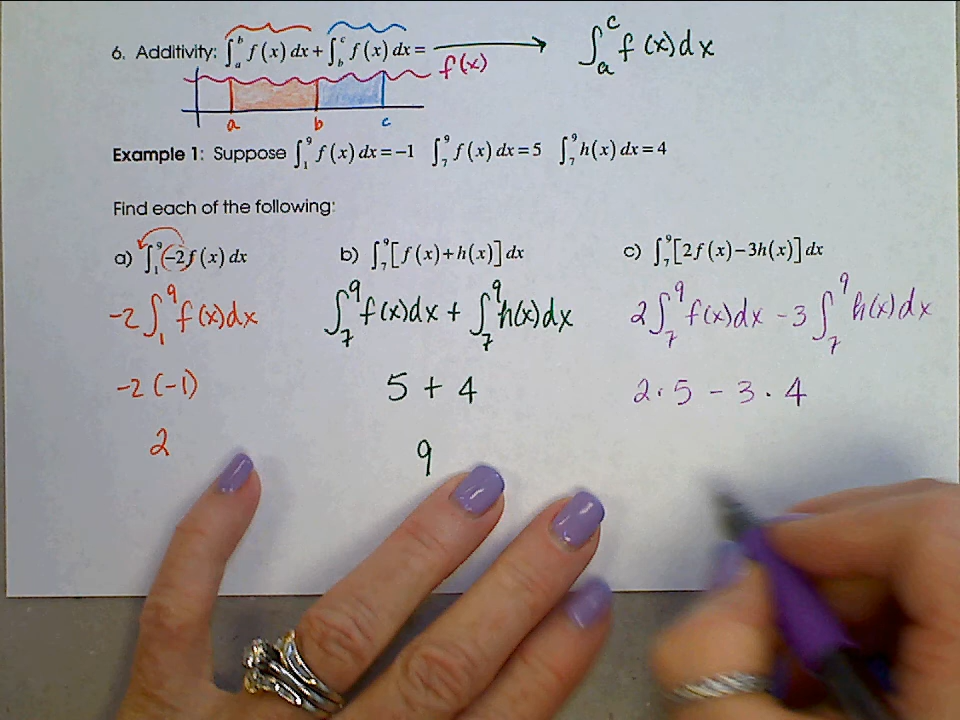 6. Additivity: ∫_a^b f(x) dx + ∫_b^c f(x) dx = → ∫_a^c f(x)dx
f(x)
a b c
Example 1: Suppose ∫_1^9 f(x) dx = −1 ∫_7^9 f(x) dx = 5 ∫_7^9 h(x) dx = 4
Find each of the following:
a) ∫_1^9 −2f(x) dx b) ∫_7^9 [f(x)+h(x)] dx c) ∫_7^9 [2f(x)−3h(x)] dx
-2 ∫_1^9 f(x)dx ∫_7^9 f(x)dx + ∫_7^9 h(x)dx 2 ∫_7^9 f(x)dx - 3 ∫_7^9 h(x)dx
-2 (-1) 5 + 4 2 · 5 - 3 · 4
2 9